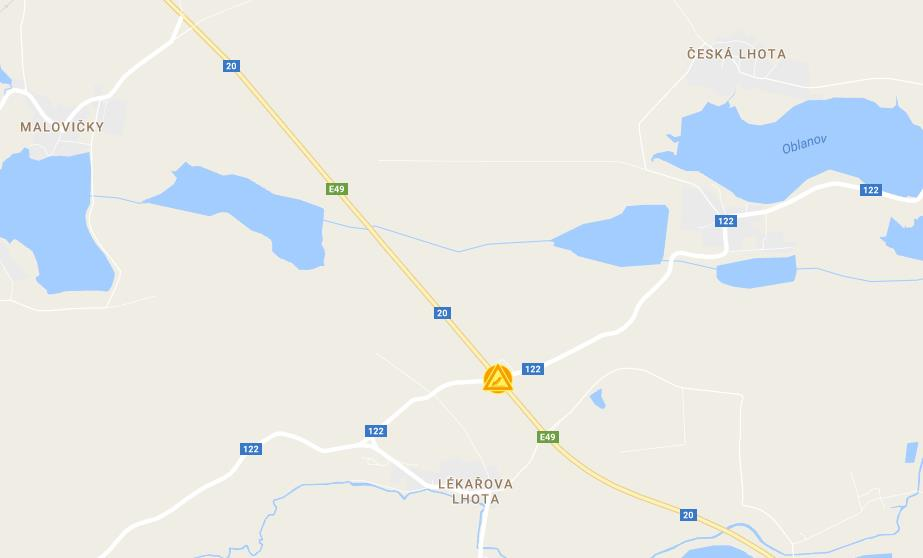 20
ČESKÁ LHOTA
MALOVIČKY
Oblanov
E49
122
122
20
122
122
E49
122
LÉKAŘOVA
LHOTA
20